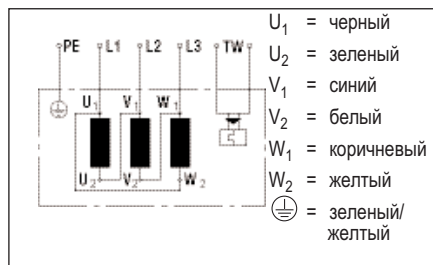 PE L1 L2 L3 TW
U1 V1 W1
U2 V2 W2
U1 = черный
U2 = зеленый
V1 = синий
V2 = белый
W1 = коричневый
W2 = желтый
= зеленый/
желтый